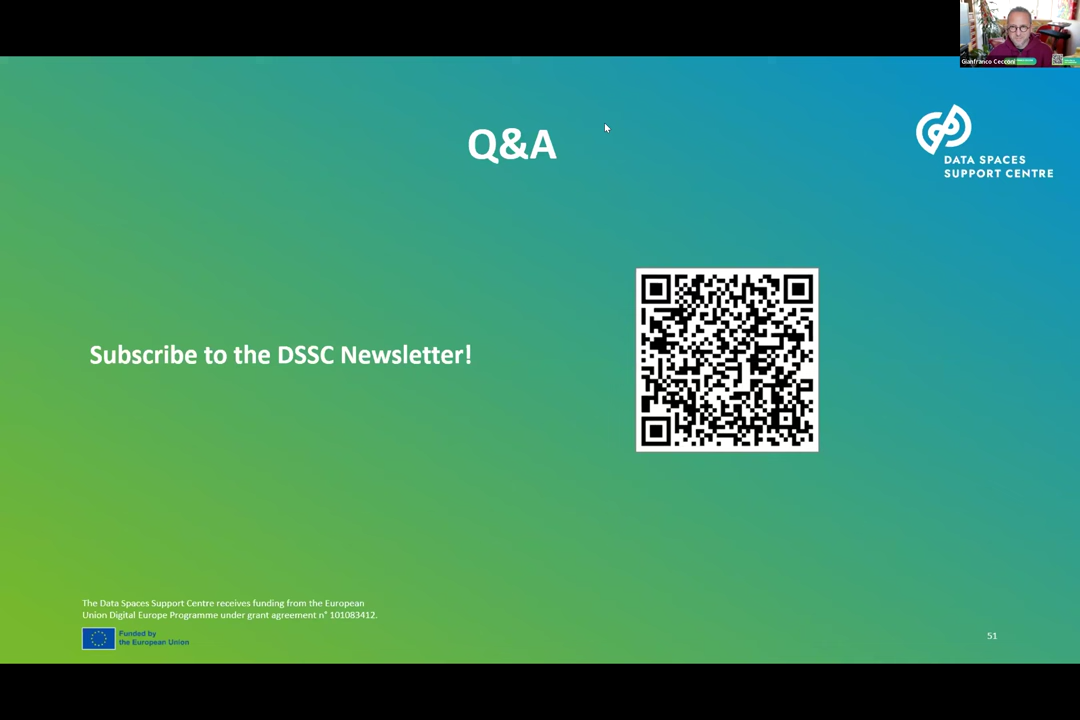 Gianfranco Cecconi
Q&A
DATA SPACES
SUPPORT CENTRE
Subscribe to the DSSC Newsletter!
The Data Spaces Support Centre receives funding from the European
Union Digital Europe Programme under grant agreement n° 101083412.
Funded by
the European Union
51